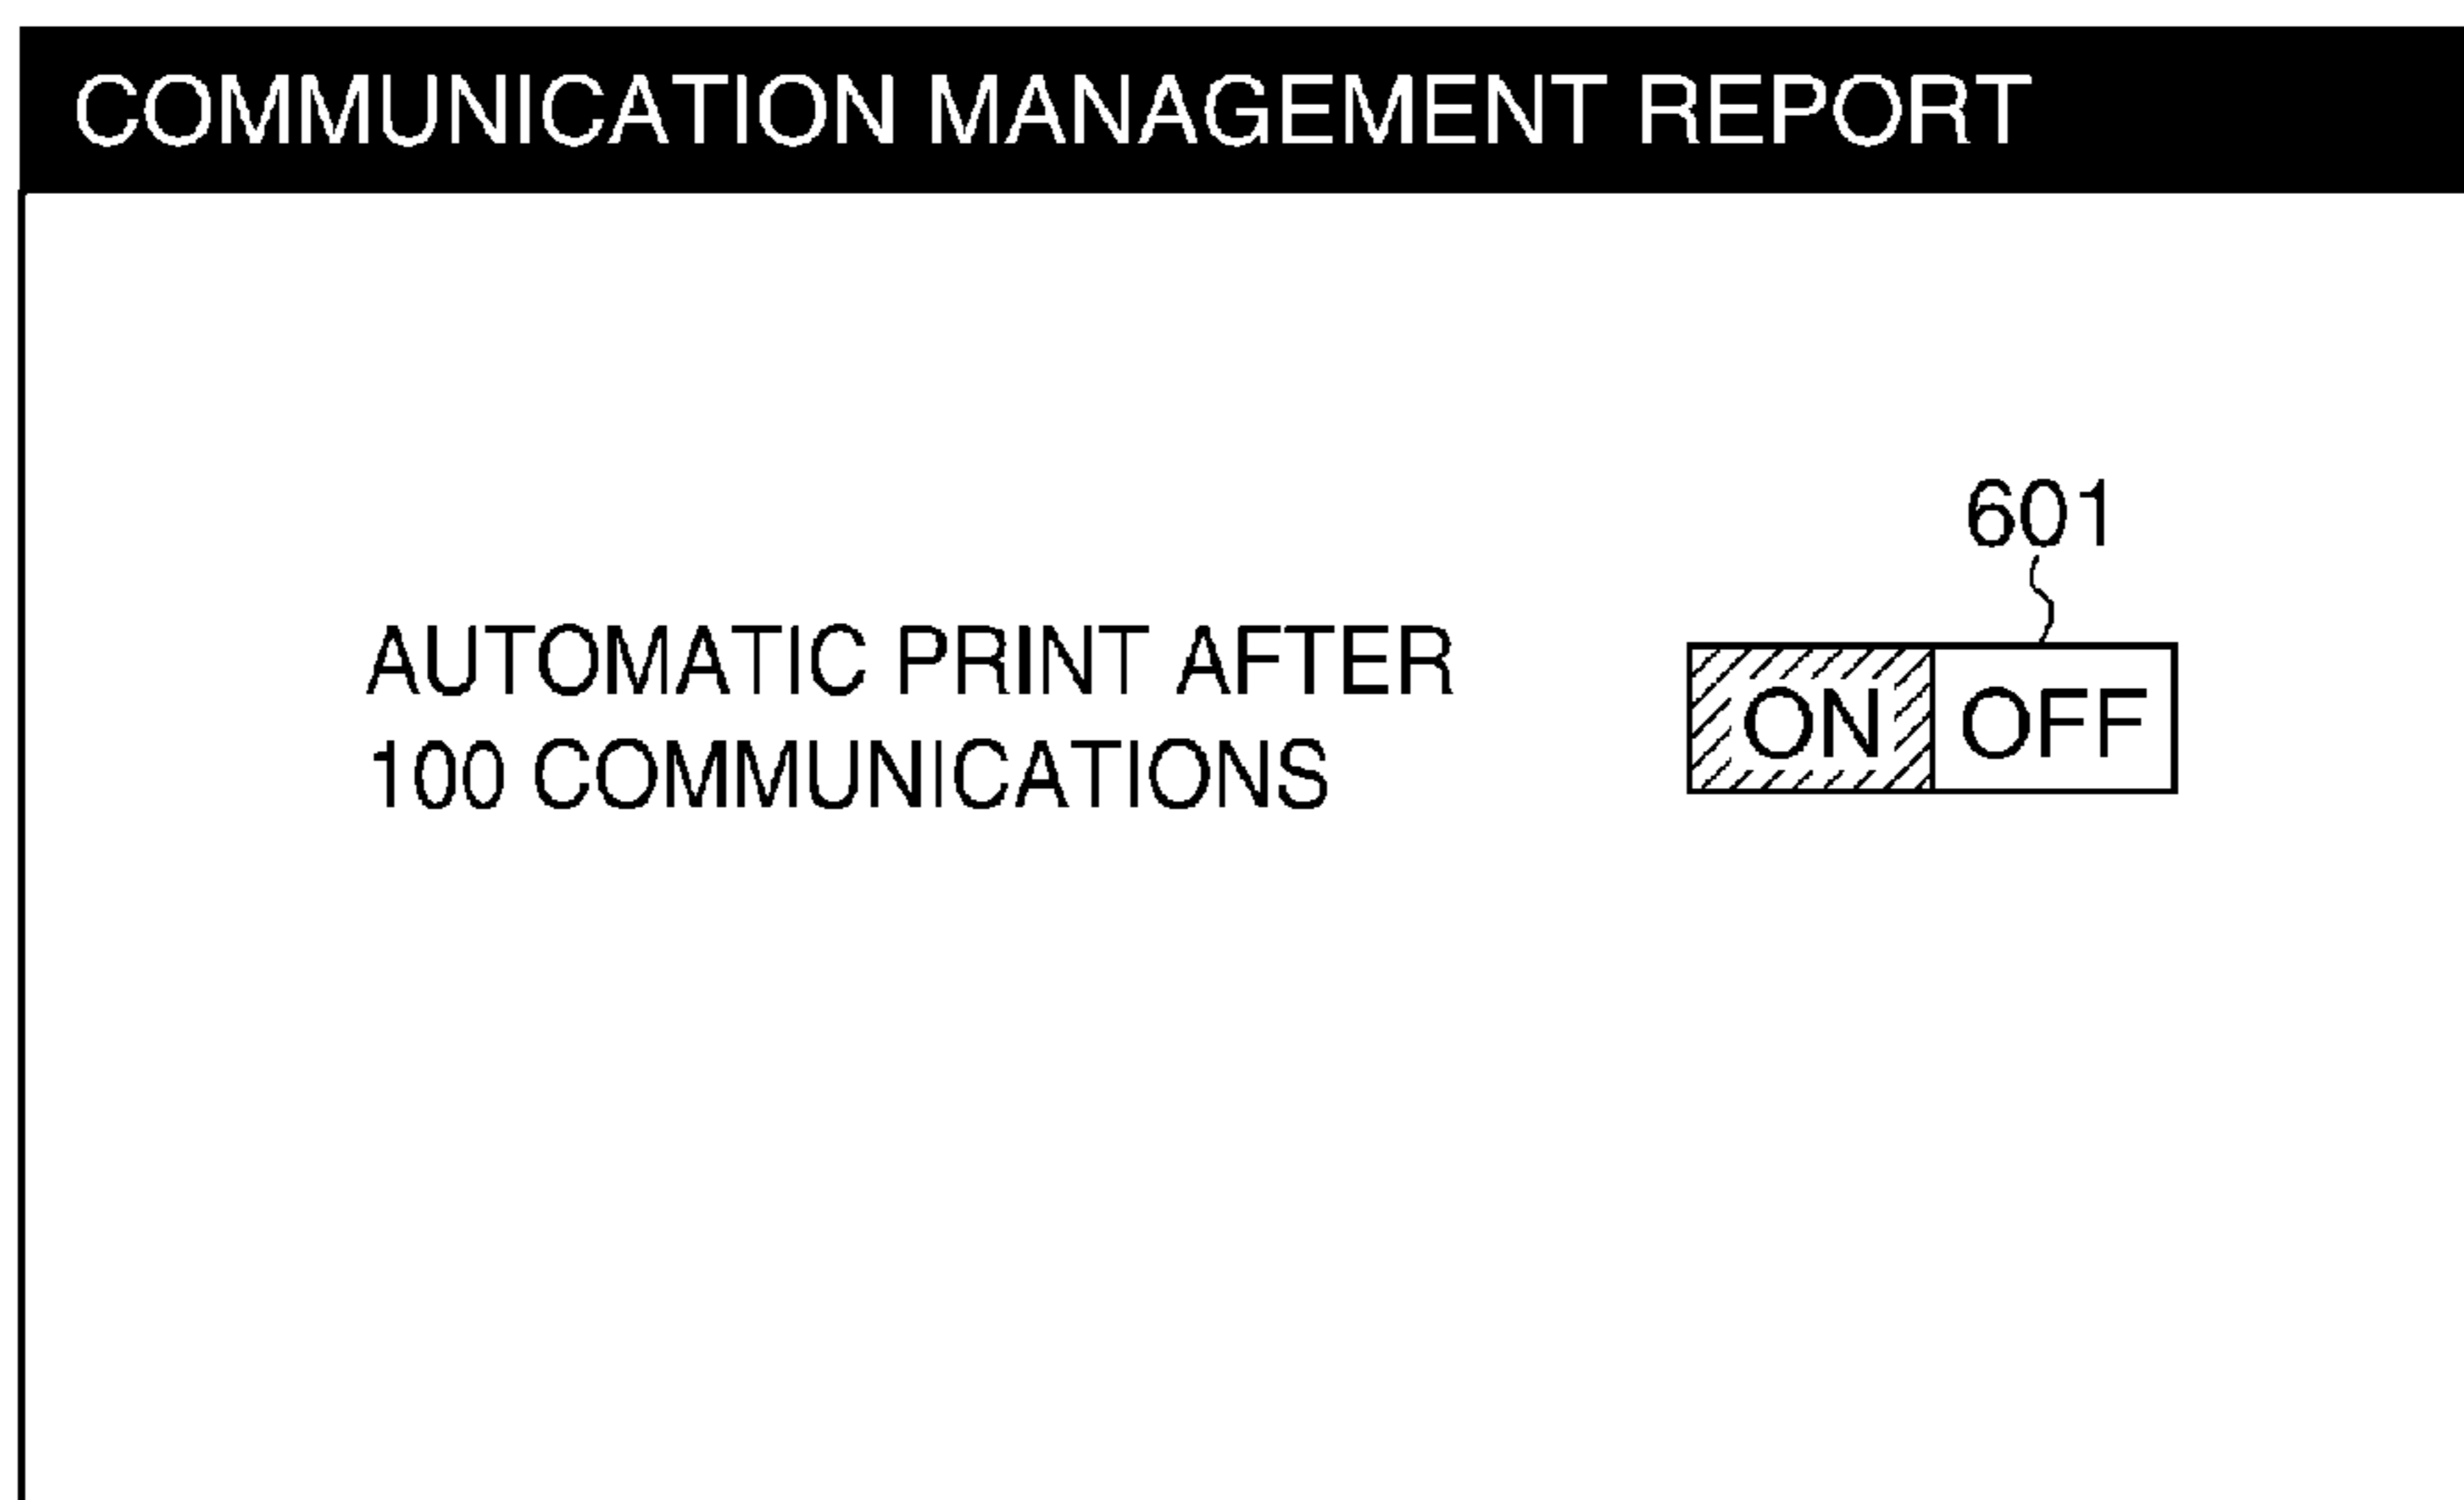 COMMUNICATION MANAGEMENT REPORT
601
AUTOMATIC PRINT AFTER
100 COMMUNICATIONS
ON OFF